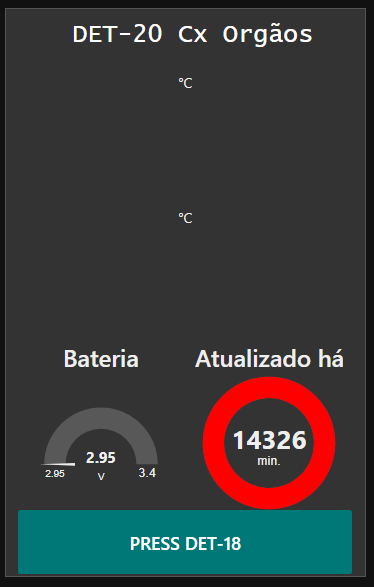 DET-20 Cx Orgãos
°C
°C
Bateria
Atualizado há
2.95
V
2.95
3.4
14326
min.
PRESS DET-18